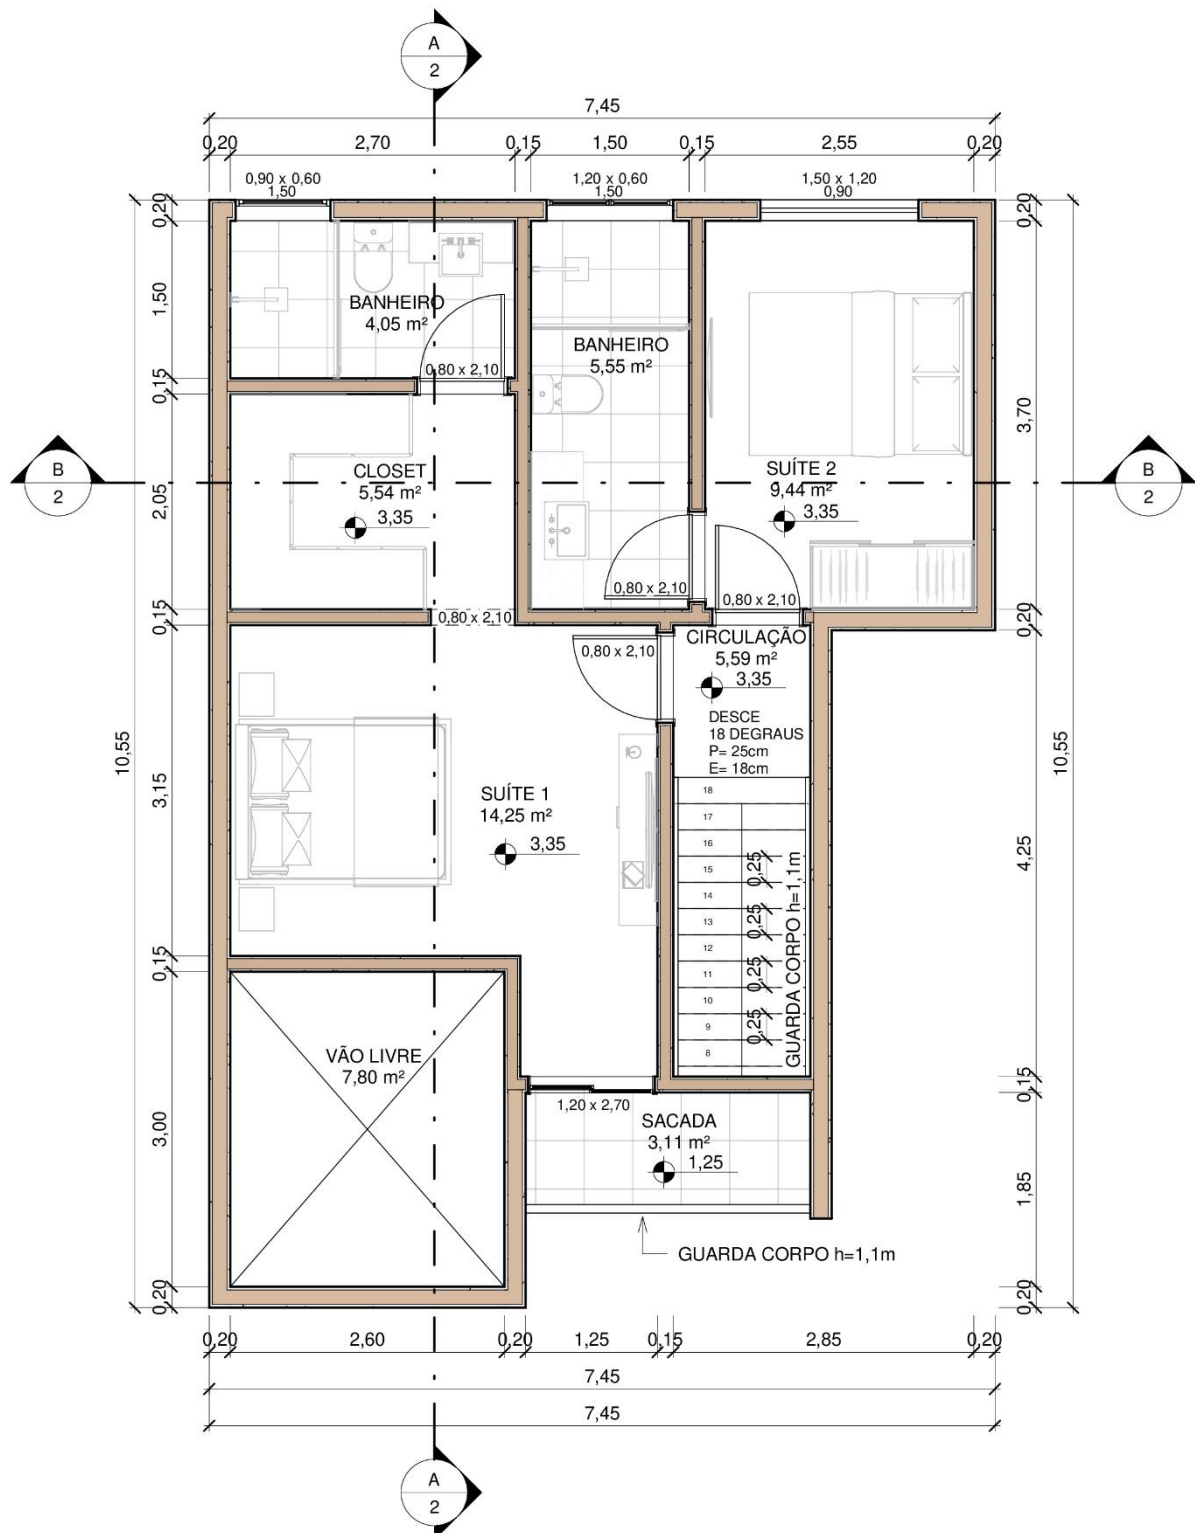 A
2
7,45
0,20 2,70 0,15 1,50 0,15 2,55 0,20
0,90 x 0,60
1,50
1,20 x 0,60
1,50
1,50 x 1,20
0,90
0,20
1,50
0,15
2,05
0,15
3,15
0,15
3,00
0,20
10,55
BANHEIRO
4,05 m²
0,80 x 2,10
BANHEIRO
5,55 m²
0,80 x 2,10
B
2
CLOSET
5,54 m²
3,35
0,80 x 2,10
SUÍTE 2
9,44 m²
3,35
0,80 x 2,10
B
2
0,20
3,70
0,20
4,25
0,15
1,85
0,20
10,55
0,80 x 2,10
CIRCULAÇÃO
5,59 m²
3,35
DESCE
18 DEGRAUS
P= 25cm
E= 18cm
18
17
16
15
14
13
12
11
10
9
8
0,25
0,25
0,25
0,25
GUARDA CORPO h=1,1m
SUÍTE 1
14,25 m²
3,35
VÃO LIVRE
7,80 m²
1,20 x 2,70
SACADA
3,11 m²
1,25
GUARDA CORPO h=1,1m
0,20 2,60 0,20 1,25 0,15 2,85 0,20
7,45
7,45
A
2